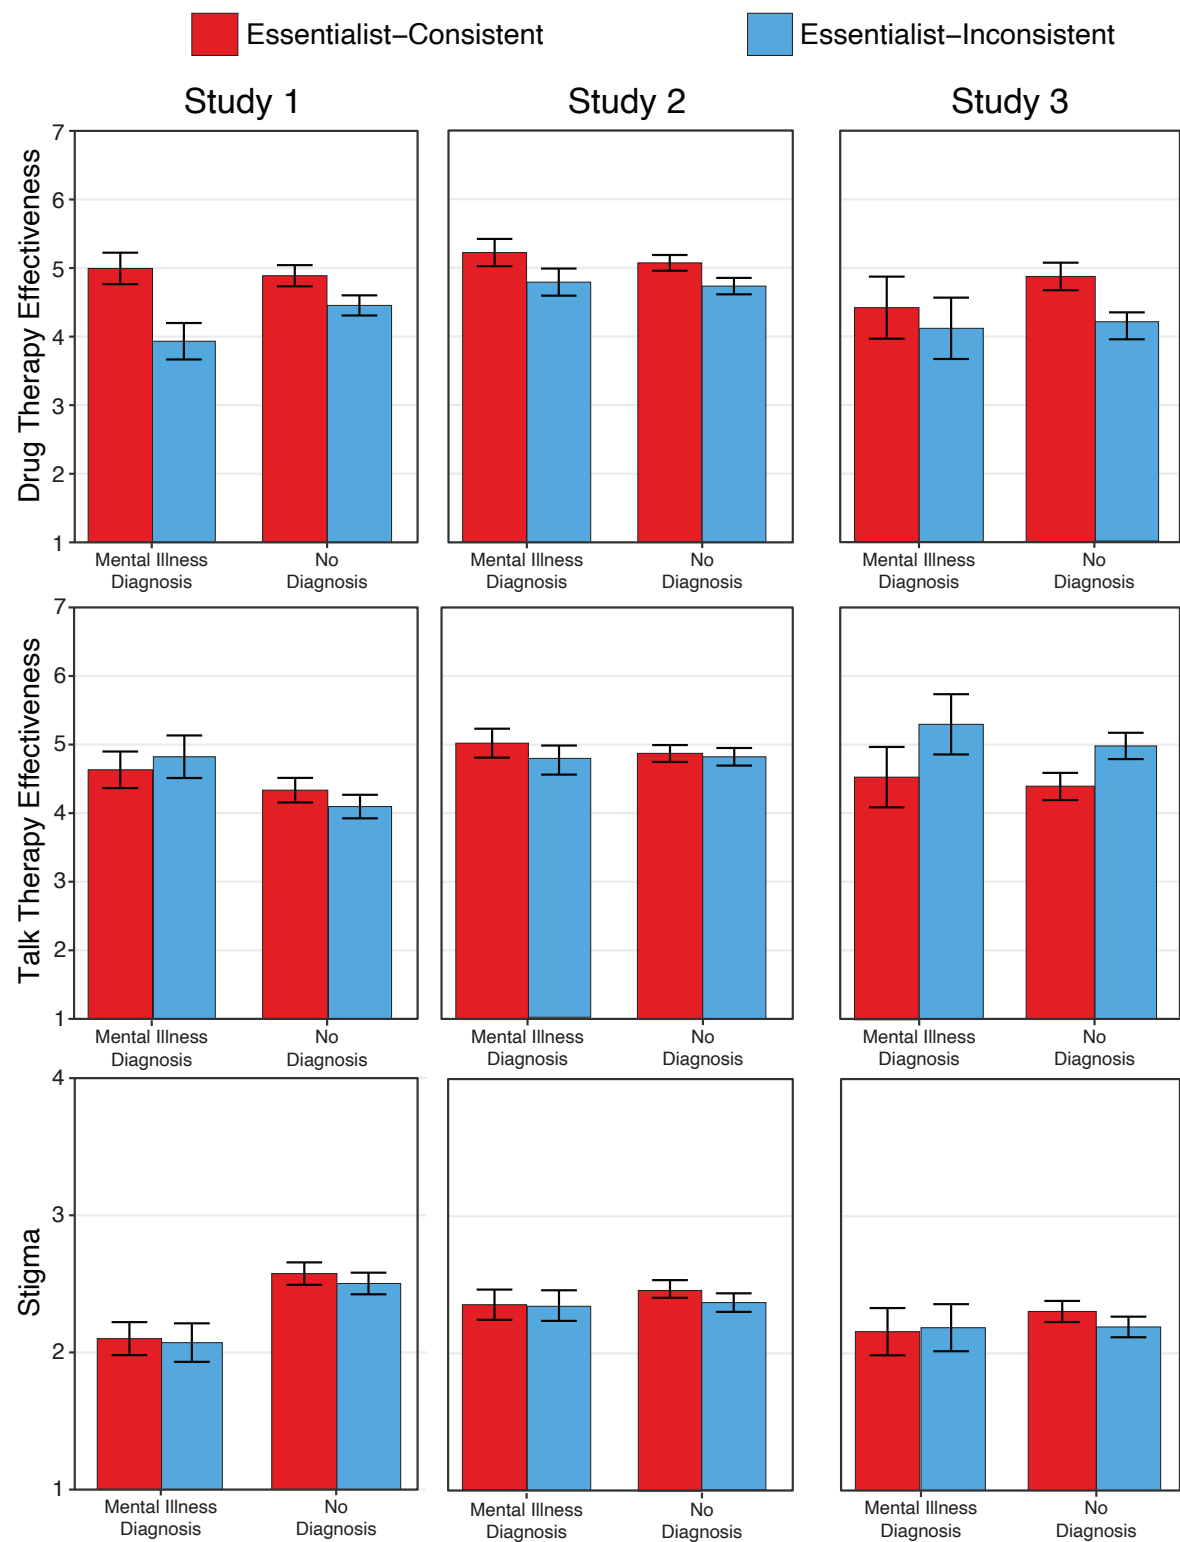 Essentialist–Consistent
Essentialist–Inconsistent
Study 1
Study 2
Study 3
Drug Therapy Effectiveness
7
6
5
4
3
2
1
Mental Illness
Diagnosis
No
Diagnosis
Mental Illness
Diagnosis
No
Diagnosis
Mental Illness
Diagnosis
No
Diagnosis
Talk Therapy Effectiveness
7
6
5
4
3
2
1
Mental Illness
Diagnosis
No
Diagnosis
Mental Illness
Diagnosis
No
Diagnosis
Mental Illness
Diagnosis
No
Diagnosis
Stigma
4
3
2
1
Mental Illness
Diagnosis
No
Diagnosis
Mental Illness
Diagnosis
No
Diagnosis
Mental Illness
Diagnosis
No
Diagnosis